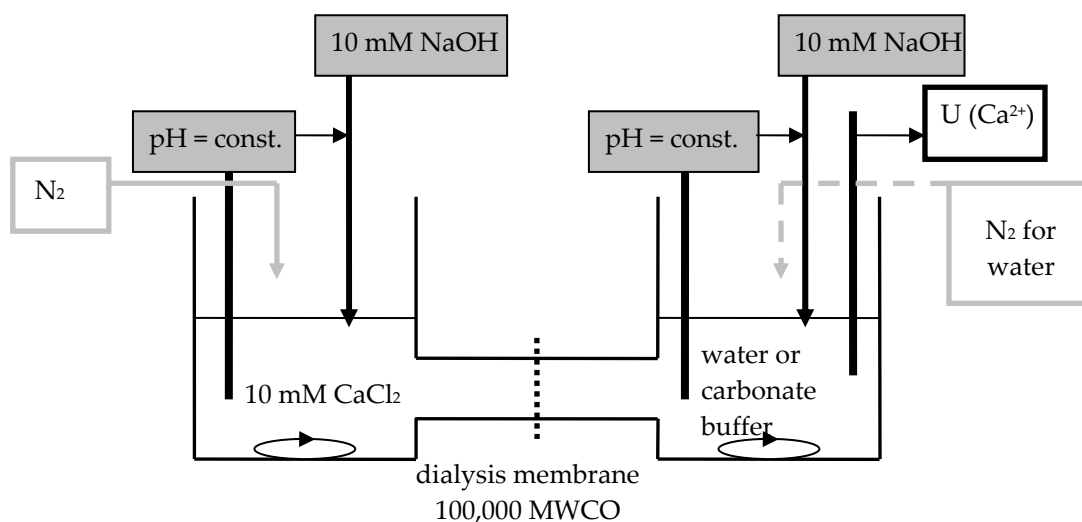 10 mM NaOH
10 mM NaOH
pH = const.
pH = const.
U (Ca²⁺)
N₂
N₂ for
water
10 mM CaCl₂
water or
carbonate
buffer
dialysis membrane
100,000 MWCO